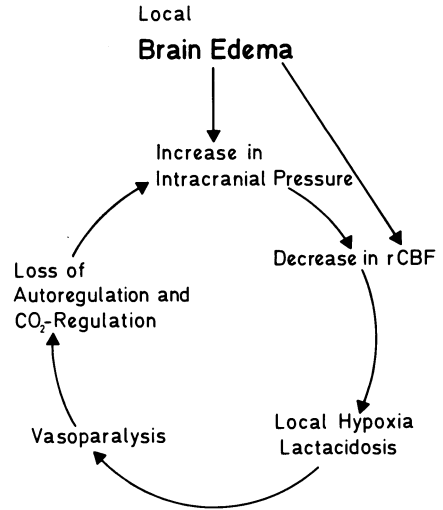 Local
Brain Edema
Increase in
Intracranial Pressure
Decrease in rCBF
Local Hypoxia
Lactacidosis
Vasoparalysis
Loss of
Autoregulation and
CO₂-Regulation